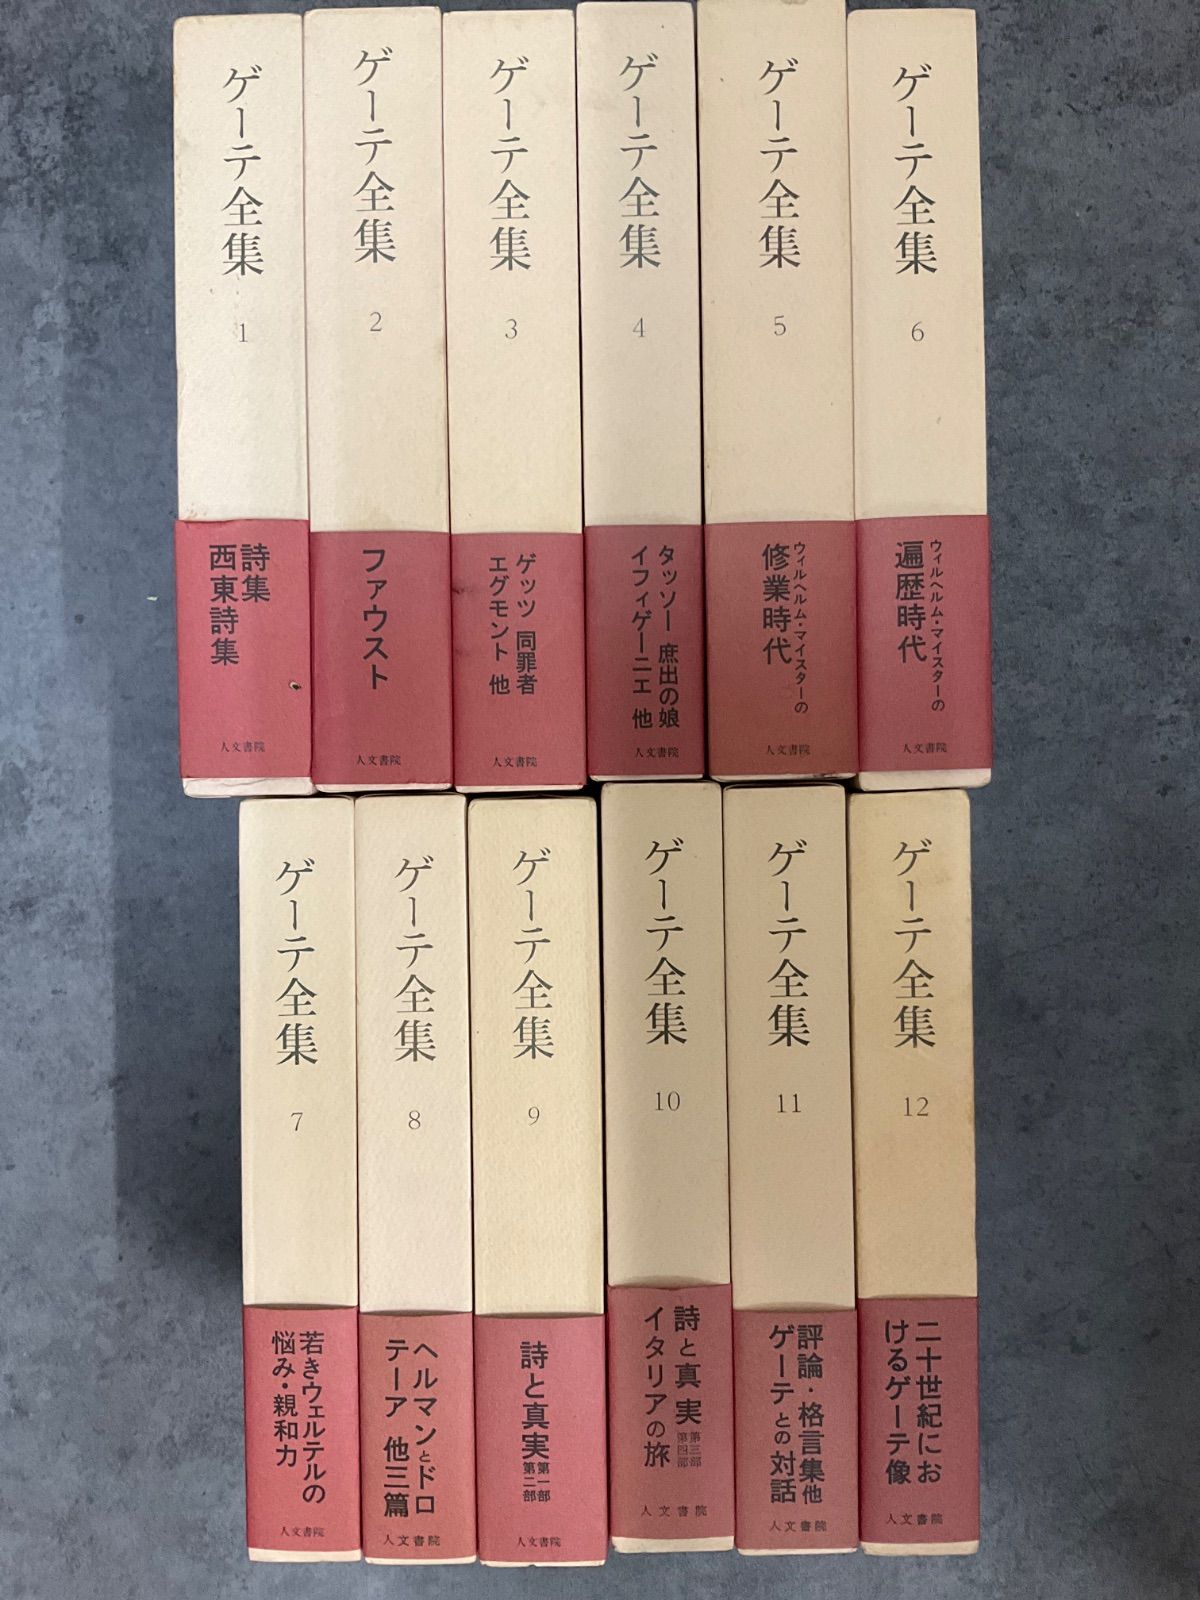 ゲーテ全集
1
詩集
西東詩集
人文書院
ゲーテ全集
2
ファウスト
人文書院
ゲーテ全集
3
ゲッツ 同罪者
エグモント 他
人文書院
ゲーテ全集
4
タッソー 庶出の娘
イフィゲーニエ 他
人文書院
ゲーテ全集
5
ウィルヘルム・マイスターの
修業時代
人文書院
ゲーテ全集
6
ウィルヘルム・マイスターの
遍歴時代
人文書院
ゲーテ全集
7
若きウェルテルの
悩み・親和力
人文書院
ゲーテ全集
8
ヘルマンとドロ
テーア 他三篇
人文書院
ゲーテ全集
9
詩と真実 第一部
第二部
人文書院
ゲーテ全集
10
詩と真実 第三部
第四部
イタリアの旅
人文書院
ゲーテ全集
11
評論・格言集他
ゲーテとの対話
人文書院
ゲーテ全集
12
二十世紀にお
けるゲーテ像
人文書院